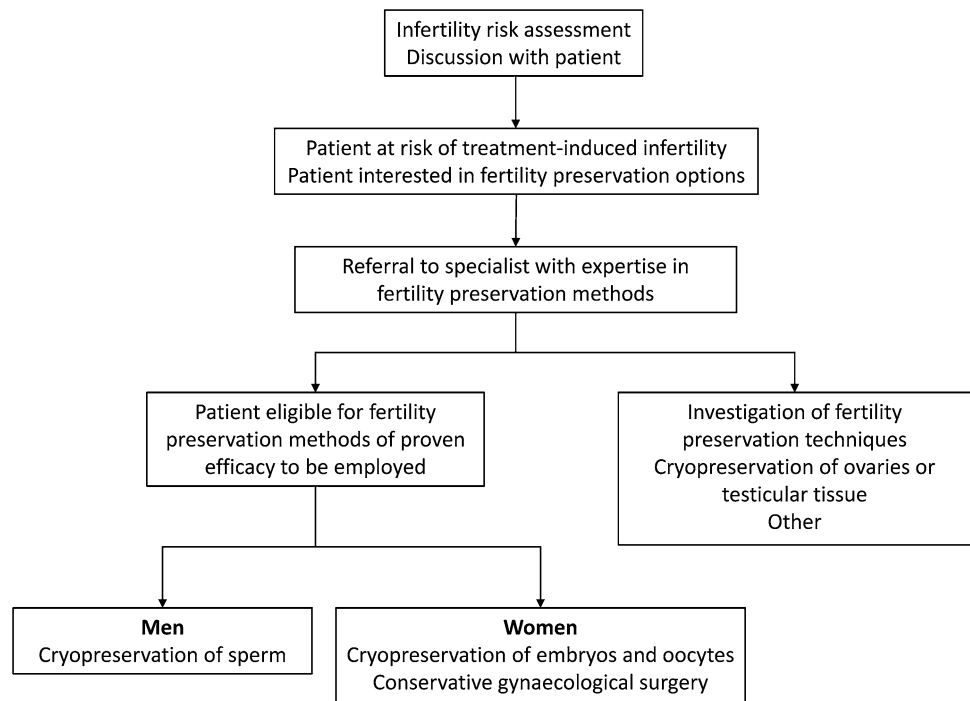 Infertility risk assessment
Discussion with patient
Patient at risk of treatment-induced infertility
Patient interested in fertility preservation options
Referral to specialist with expertise in
fertility preservation methods
Patient eligible for fertility
preservation methods of proven
efficacy to be employed
Investigation of fertility
preservation techniques
Cryopreservation of ovaries or
testicular tissue
Other
Men
Cryopreservation of sperm
Women
Cryopreservation of embryos and oocytes
Conservative gynaecological surgery